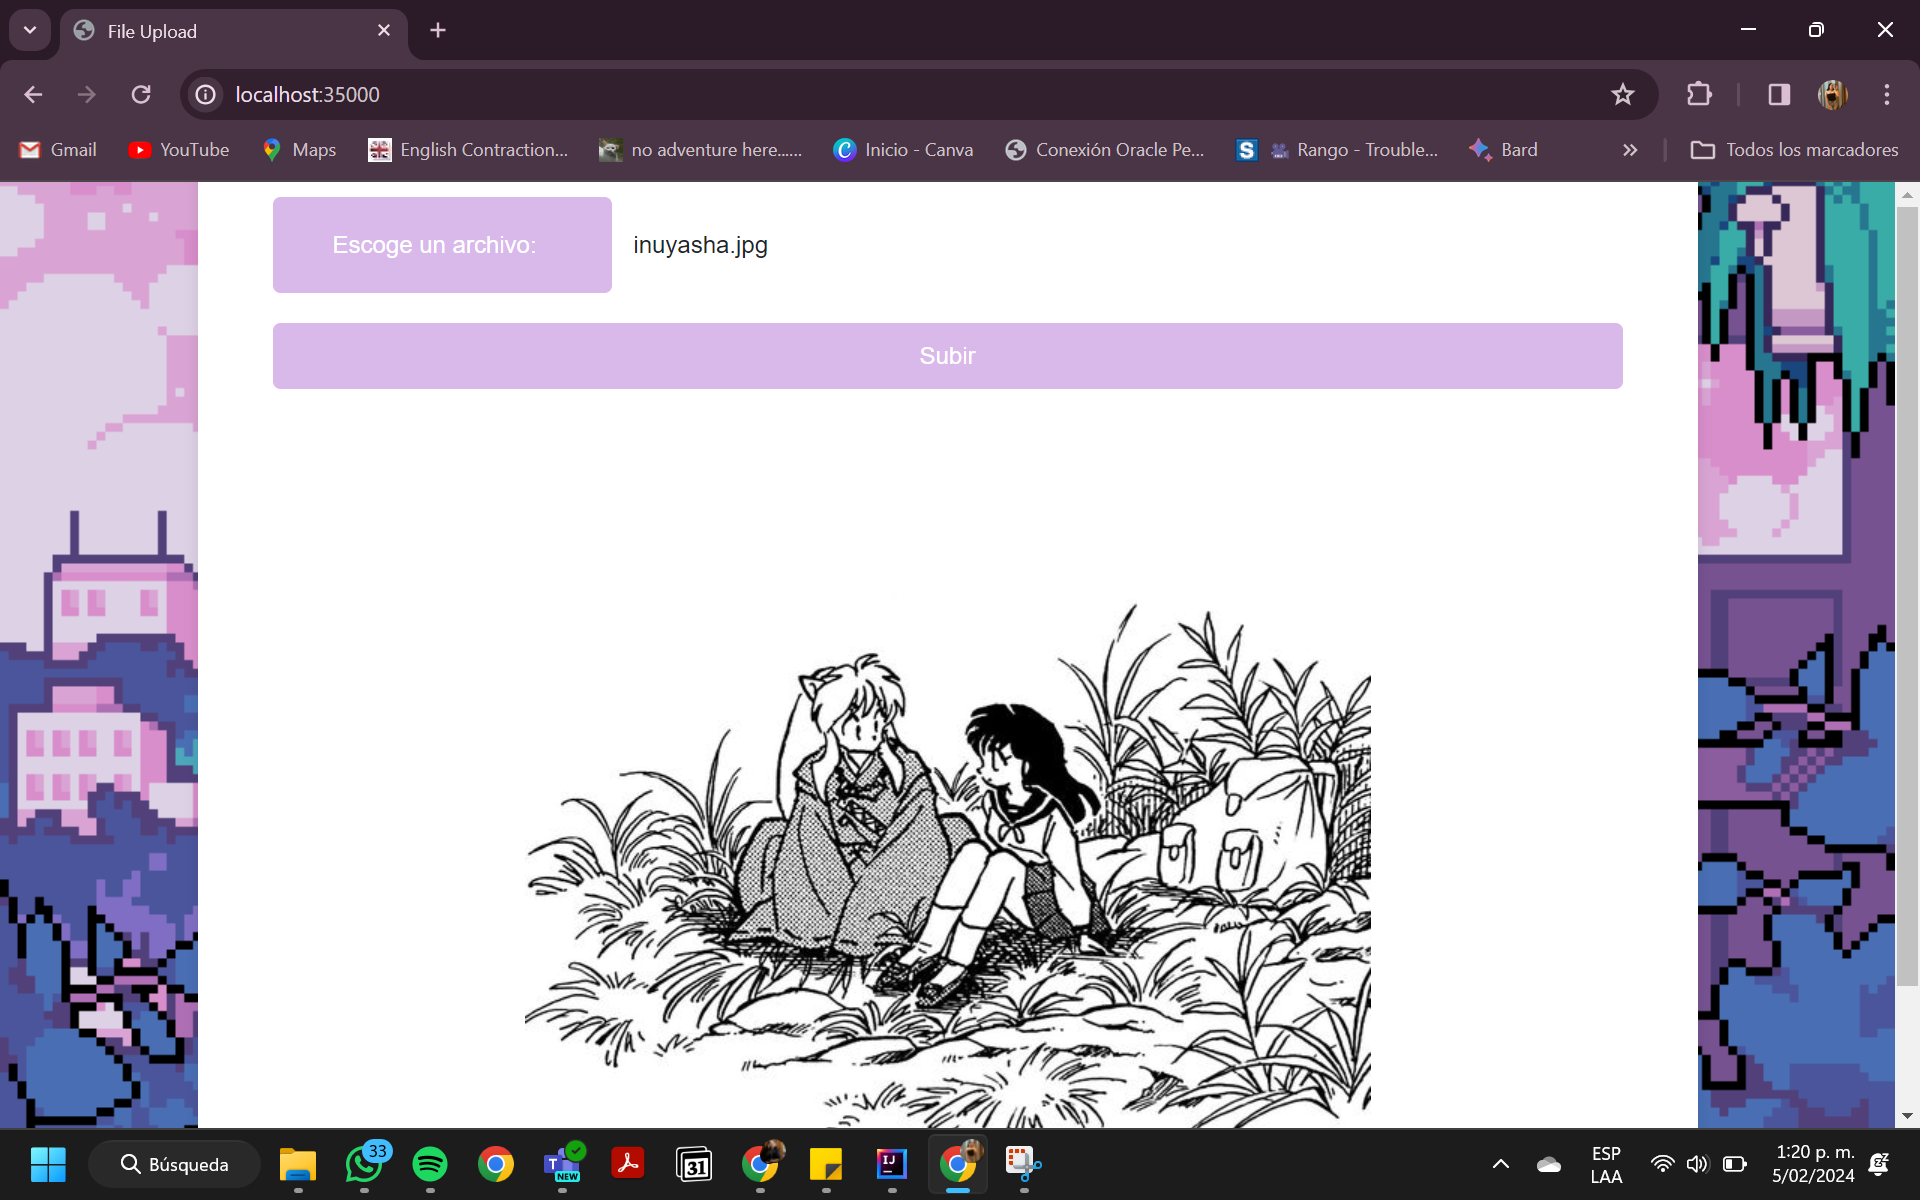 File Upload
localhost:35000
Gmail
YouTube
Maps
English Contraction...
no adventure here......
Inicio - Canva
Conexión Oracle Pe...
S
Rango - Trouble...
Bard
Todos los marcadores
Escoge un archivo:
inuyasha.jpg
Subir
Búsqueda
33
T
NEW
31
IJ
ESP
LAA
1:20 p. m.
5/02/2024